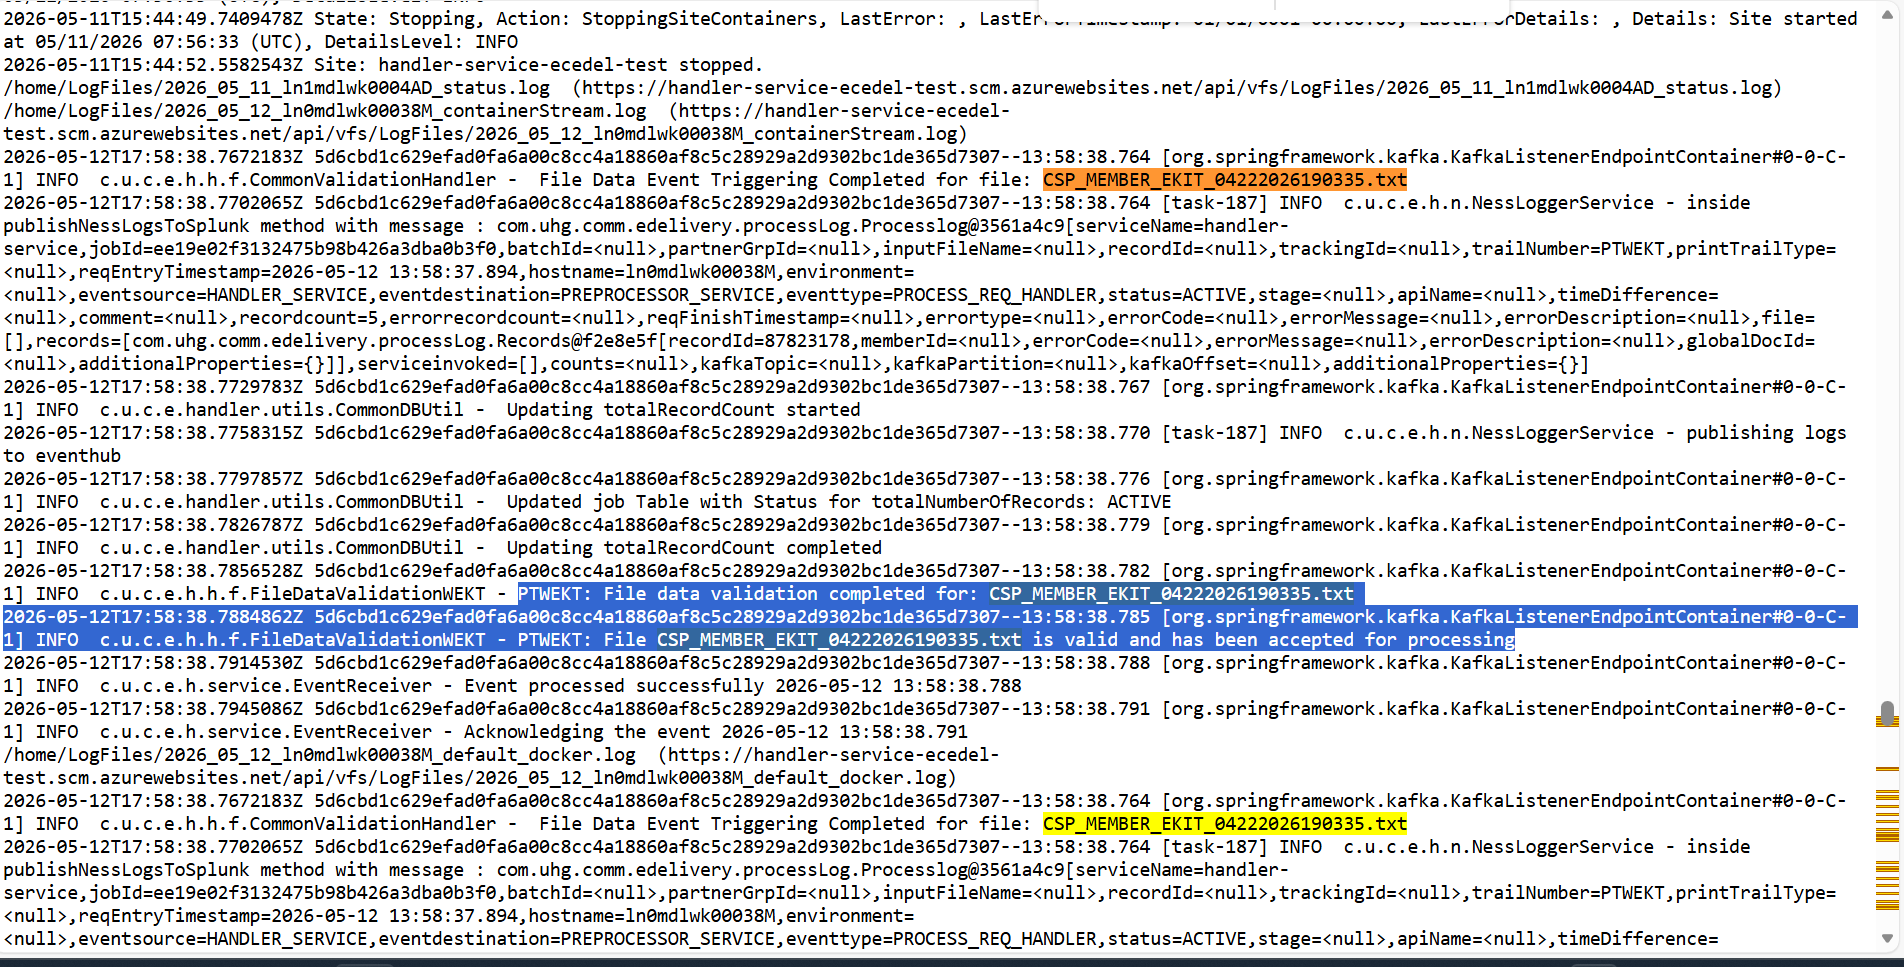 2026-05-11T15:44:49.7409478Z State: Stopping, Action: StoppingSiteContainers, LastError: , Details: , Details: Site started
at 05/11/2026 07:56:33 (UTC), DetailsLevel: INFO
2026-05-11T15:44:52.5582543Z Site: handler-service-ecedel-test stopped.
/home/LogFiles/2026_05_11_ln1mdlwk0004AD_status.log  (https://handler-service-ecedel-test.scm.azurewebsites.net/api/vfs/LogFiles/2026_05_11_ln1mdlwk0004AD_status.log)
/home/LogFiles/2026_05_12_ln0mdlwk00038M_containerStream.log  (https://handler-service-ecedel-
test.scm.azurewebsites.net/api/vfs/LogFiles/2026_05_12_ln0mdlwk00038M_containerStream.log)
2026-05-12T17:58:38.7672183Z 5d6cbd1c629efad0fa6a00c8cc4a18860af8c5c28929a2d9302bc1de365d7307--13:58:38.764 [org.springframework.kafka.KafkaListenerEndpointContainer#0-0-C-
1] INFO  c.u.c.e.h.h.f.CommonValidationHandler -  File Data Event Triggering Completed for file: CSP_MEMBER_EKIT_04222026190335.txt
2026-05-12T17:58:38.7702065Z 5d6cbd1c629efad0fa6a00c8cc4a18860af8c5c28929a2d9302bc1de365d7307--13:58:38.764 [task-187] INFO  c.u.c.e.h.n.NessLoggerService - inside
publishNessLogsToSplunk method with message : com.uhg.comm.edelivery.processLog.Processlog@3561a4c9[serviceName=handler-
service,jobId=ee19e02f3132475b98b426a3dba0b3f0,batchId=<null>,partnerGrpId=<null>,inputFileName=<null>,recordId=<null>,trackingId=<null>,trailNumber=PTWEKT,printTrailType=
<null>,reqEntryTimestamp=2026-05-12 13:58:37.894,hostname=ln0mdlwk00038M,environment=
<null>,eventsource=HANDLER_SERVICE,eventdestination=PREPROCESSOR_SERVICE,eventtype=PROCESS_REQ_HANDLER,status=ACTIVE,stage=<null>,apiName=<null>,timeDifference=
<null>,comment=<null>,recordcount=5,errorrecordcount=<null>,reqFinishTimestamp=<null>,errortype=<null>,errorCode=<null>,errorMessage=<null>,errorDescription=<null>,file=
[],records=[com.uhg.comm.edelivery.processLog.Records@f2e8e5f[recordId=87823178,memberId=<null>,errorCode=<null>,errorMessage=<null>,errorDescription=<null>,globalDocId=
<null>,additionalProperties={}]],serviceinvoked=[],counts=<null>,kafkaTopic=<null>,kafkaPartition=<null>,kafkaOffset=<null>,additionalProperties={}]
2026-05-12T17:58:38.7729783Z 5d6cbd1c629efad0fa6a00c8cc4a18860af8c5c28929a2d9302bc1de365d7307--13:58:38.767 [org.springframework.kafka.KafkaListenerEndpointContainer#0-0-C-
1] INFO  c.u.c.e.handler.utils.CommonDBUtil -  Updating totalRecordCount started
2026-05-12T17:58:38.7758315Z 5d6cbd1c629efad0fa6a00c8cc4a18860af8c5c28929a2d9302bc1de365d7307--13:58:38.770 [task-187] INFO  c.u.c.e.h.n.NessLoggerService - publishing logs
to eventhub
2026-05-12T17:58:38.7797857Z 5d6cbd1c629efad0fa6a00c8cc4a18860af8c5c28929a2d9302bc1de365d7307--13:58:38.776 [org.springframework.kafka.KafkaListenerEndpointContainer#0-0-C-
1] INFO  c.u.c.e.handler.utils.CommonDBUtil -  Updated job Table with Status for totalNumberOfRecords: ACTIVE
2026-05-12T17:58:38.7826787Z 5d6cbd1c629efad0fa6a00c8cc4a18860af8c5c28929a2d9302bc1de365d7307--13:58:38.779 [org.springframework.kafka.KafkaListenerEndpointContainer#0-0-C-
1] INFO  c.u.c.e.handler.utils.CommonDBUtil -  Updating totalRecordCount completed
2026-05-12T17:58:38.7856528Z 5d6cbd1c629efad0fa6a00c8cc4a18860af8c5c28929a2d9302bc1de365d7307--13:58:38.782 [org.springframework.kafka.KafkaListenerEndpointContainer#0-0-C-
1] INFO  c.u.c.e.h.h.f.FileDataValidationWEKT - PTWEKT: File data validation completed for: CSP_MEMBER_EKIT_04222026190335.txt
2026-05-12T17:58:38.7884862Z 5d6cbd1c629efad0fa6a00c8cc4a18860af8c5c28929a2d9302bc1de365d7307--13:58:38.785 [org.springframework.kafka.KafkaListenerEndpointContainer#0-0-C-
1] INFO  c.u.c.e.h.h.f.FileDataValidationWEKT - PTWEKT: File CSP_MEMBER_EKIT_04222026190335.txt is valid and has been accepted for processing
2026-05-12T17:58:38.7914530Z 5d6cbd1c629efad0fa6a00c8cc4a18860af8c5c28929a2d9302bc1de365d7307--13:58:38.788 [org.springframework.kafka.KafkaListenerEndpointContainer#0-0-C-
1] INFO  c.u.c.e.h.service.EventReceiver - Event processed successfully 2026-05-12 13:58:38.788
2026-05-12T17:58:38.7945086Z 5d6cbd1c629efad0fa6a00c8cc4a18860af8c5c28929a2d9302bc1de365d7307--13:58:38.791 [org.springframework.kafka.KafkaListenerEndpointContainer#0-0-C-
1] INFO  c.u.c.e.h.service.EventReceiver - Acknowledging the event 2026-05-12 13:58:38.791
/home/LogFiles/2026_05_12_ln0mdlwk00038M_default_docker.log  (https://handler-service-ecedel-
test.scm.azurewebsites.net/api/vfs/LogFiles/2026_05_12_ln0mdlwk00038M_default_docker.log)
2026-05-12T17:58:38.7672183Z 5d6cbd1c629efad0fa6a00c8cc4a18860af8c5c28929a2d9302bc1de365d7307--13:58:38.764 [org.springframework.kafka.KafkaListenerEndpointContainer#0-0-C-
1] INFO  c.u.c.e.h.h.f.CommonValidationHandler -  File Data Event Triggering Completed for file: CSP_MEMBER_EKIT_04222026190335.txt
2026-05-12T17:58:38.7702065Z 5d6cbd1c629efad0fa6a00c8cc4a18860af8c5c28929a2d9302bc1de365d7307--13:58:38.764 [task-187] INFO  c.u.c.e.h.n.NessLoggerService - inside
publishNessLogsToSplunk method with message : com.uhg.comm.edelivery.processLog.Processlog@3561a4c9[serviceName=handler-
service,jobId=ee19e02f3132475b98b426a3dba0b3f0,batchId=<null>,partnerGrpId=<null>,inputFileName=<null>,recordId=<null>,trackingId=<null>,trailNumber=PTWEKT,printTrailType=
<null>,reqEntryTimestamp=2026-05-12 13:58:37.894,hostname=ln0mdlwk00038M,environment=
<null>,eventsource=HANDLER_SERVICE,eventdestination=PREPROCESSOR_SERVICE,eventtype=PROCESS_REQ_HANDLER,status=ACTIVE,stage=<null>,apiName=<null>,timeDifference=